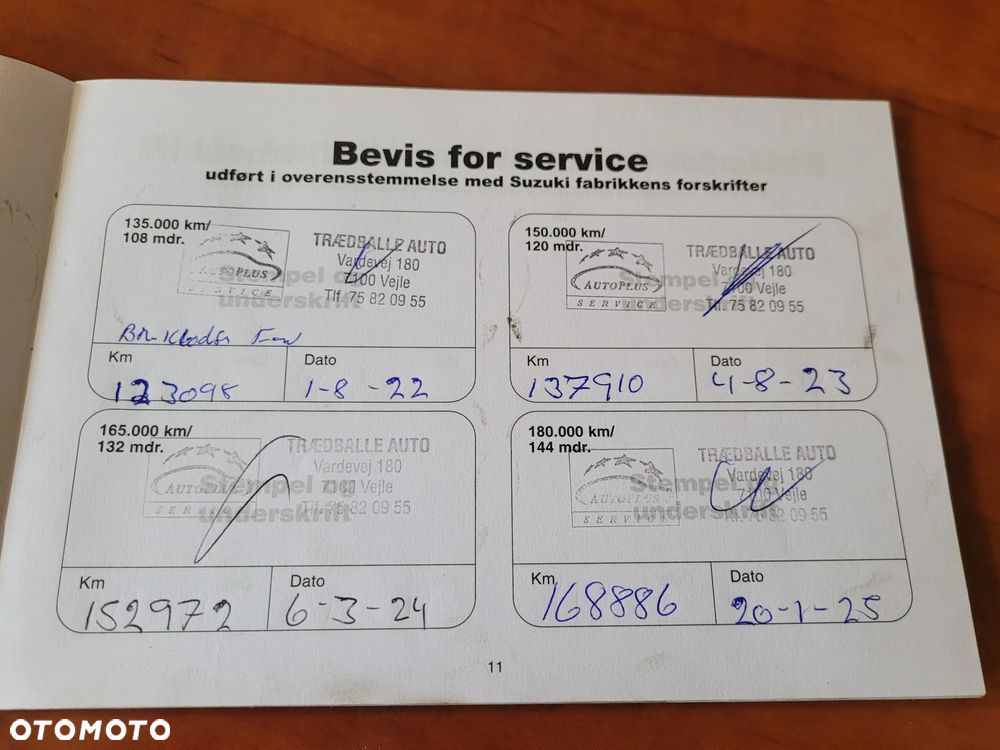 Bevis for service
udført i overensstemmelse med Suzuki fabrikkens forskrifter
135.000 km/
108 mdr.
AUTOPLUS
SERVICE
TRÆDBALLE AUTO
Vardevej 180
7100 Vejle
Tlf. 75 82 09 55
Stempel og
underskrift
Km
123098
Dato
1-8-22
150.000 km/
120 mdr.
AUTOPLUS
SERVICE
TRÆDBALLE AUTO
Vardevej 180
7100 Vejle
Tlf. 75 82 09 55
Stempel og
underskrift
Km
137910
Dato
4-8-23
165.000 km/
132 mdr.
AUTOPLUS
SERVICE
TRÆDBALLE AUTO
Vardevej 180
7100 Vejle
Tlf. 75 82 09 55
Stempel og
underskrift
Km
152972
Dato
6-3-24
180.000 km/
144 mdr.
AUTOPLUS
SERVICE
TRÆDBALLE AUTO
Vardevej 180
7100 Vejle
Tlf. 75 82 09 55
Stempel og
underskrift
Km
168886
Dato
20-1-25
11
OTOMOTO